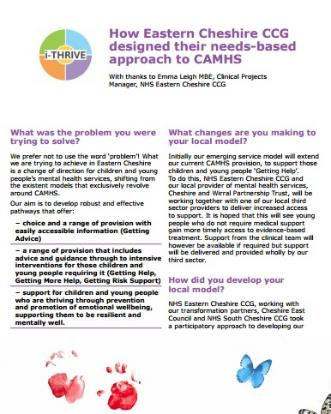 i-THRIVE
How Eastern Cheshire CCG
designed their needs-based
approach to CAMHS
With thanks to Emma Leigh MBE, Clinical Projects
Manager, NHS Eastern Cheshire CCG
What was the problem you were
trying to solve?
We prefer not to use the word 'problem'! What
we are trying to achieve in Eastern Cheshire
is a change of direction for children and young
people's mental health services, shifting from
the existent models that exclusively revolve
around CAMHS.
Our aim is to develop robust and effective
pathways that offer:
– choice and a range of provision with
easily accessible information (Getting
Advice)
– a range of provision that includes
advice and guidance through to intensive
interventions for those children and
young people requiring it (Getting Help,
Getting More Help, Getting Risk Support)
– support for children and young people
who are thriving through prevention
and promotion of emotional wellbeing,
supporting them to be resilient and
mentally well.
What changes are you making to
your local model?
Initially our emerging service model will extend
our current CAMHS provision, to support those
children and young people 'Getting Help'.
To do this, NHS Eastern Cheshire CCG and
our local provider of mental health services,
Cheshire and Wirral Partnership Trust, will be
working together with one of our local third
sector providers to deliver increased access
to support. It is hoped that this will see young
people who do not require medical support
gain more timely access to evidence-based
treatment. Support from the clinical team will
however be available if required but support
will be delivered and provided wholly by our
third sector.
How did you develop your
local model?
NHS Eastern Cheshire CCG, working with
our transformation partners, Cheshire East
Council and NHS South Cheshire CCG took
a participatory approach to developing our